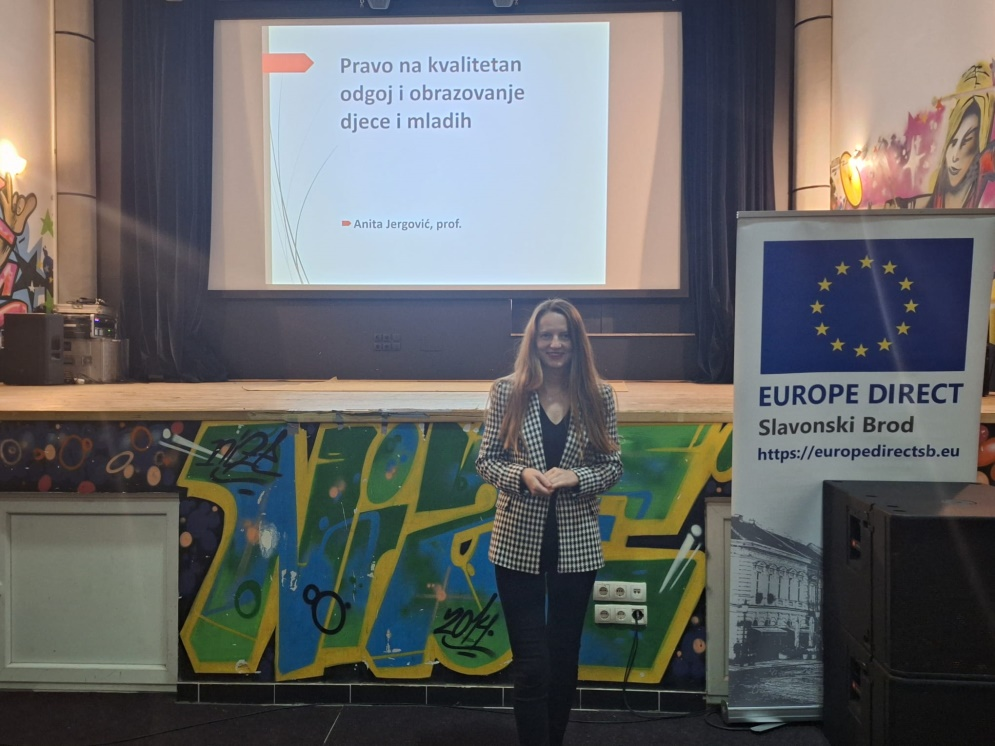 Pravo na kvalitetan
odgoj i obrazovanje
djece i mladih
Anita Jergović, prof.
EUROPE DIRECT
Slavonski Brod
https://europedirectsb.eu
2014.